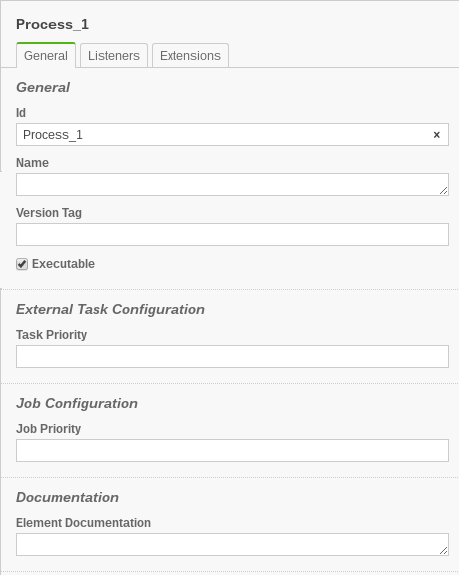 Process_1
General Listeners Extensions
General
Id
Process_1 ×
Name
Version Tag
Executable
External Task Configuration
Task Priority
Job Configuration
Job Priority
Documentation
Element Documentation